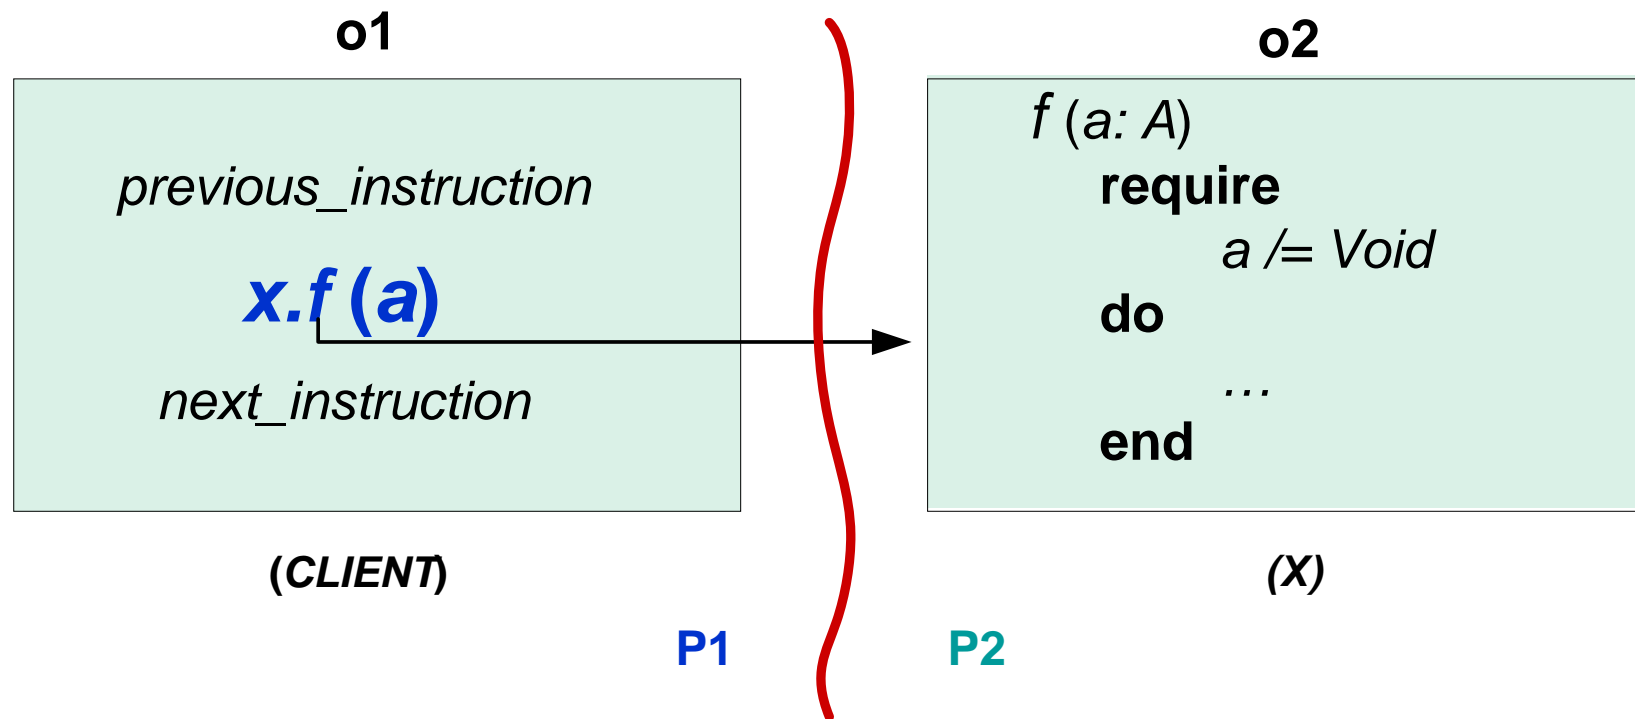 o1
previous_instruction
x.f (a)
next_instruction
(CLIENT)
P1
o2
f (a: A)
require
a /= Void
do
…
end
(X)
P2